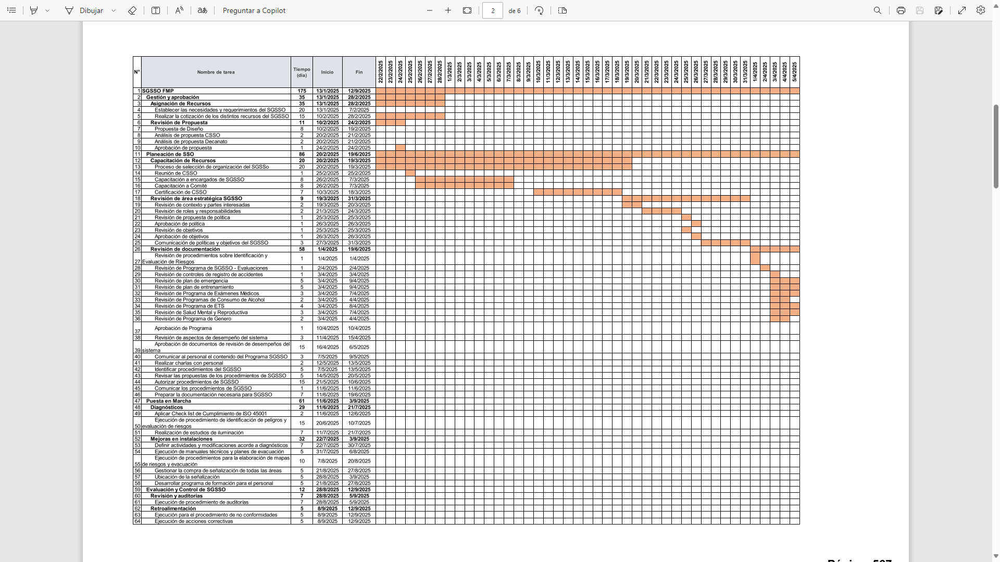 Dibujar
Preguntar a Copilot
2 de 6
N° Nombre de tarea Tiempo (día) Inicio Fin 22/2/2025 23/2/2025 24/2/2025 25/2/2025 26/2/2025 27/2/2025 28/2/2025 1/3/2025 2/3/2025 3/3/2025 4/3/2025 5/3/2025 6/3/2025 7/3/2025 8/3/2025 9/3/2025 10/3/2025 11/3/2025 12/3/2025 13/3/2025 14/3/2025 15/3/2025 16/3/2025 17/3/2025 18/3/2025 19/3/2025 20/3/2025 21/3/2025 22/3/2025 23/3/2025 24/3/2025 25/3/2025 26/3/2025 27/3/2025 28/3/2025 29/3/2025 30/3/2025 31/3/2025 1/4/2025 2/4/2025 3/4/2025 4/4/2025 5/4/2025
1 SGSSO FMP 175 13/1/2025 12/9/2025
2 Gestión y aprobación 35 13/1/2025 28/2/2025
3 Asignación de Recursos 35 13/1/2025 28/2/2025
4 Establecer las necesidades y requerimientos del SGSSO 20 13/1/2025 7/2/2025
5 Realizar la cotización de los distintos recursos del SGSSO 15 10/2/2025 28/2/2025
6 Revisión de Propuesta 11 10/2/2025 24/2/2025
7 Propuesta de Diseño 8 10/2/2025 19/2/2025
8 Análisis de propuesta CSSO 2 20/2/2025 21/2/2025
9 Análisis de propuesta Decanato 2 20/2/2025 21/2/2025
10 Aprobación de propuesta 1 24/2/2025 24/2/2025
11 Planeación de SSO 86 20/2/2025 19/6/2025
12 Capacitación de Recursos 20 20/2/2025 19/3/2025
13 Proceso de selección de organización del SGSSo 20 20/2/2025 19/3/2025
14 Reunión de CSSO 1 25/2/2025 25/2/2025
15 Capacitación a encargados de SGSSO 8 26/2/2025 7/3/2025
16 Capacitación a Comité 8 26/2/2025 7/3/2025
17 Certificación de CSSO 7 10/3/2025 18/3/2025
18 Revisión de área estratégica SGSSO 9 19/3/2025 31/3/2025
19 Revisión de contexto y partes interesadas 2 19/3/2025 20/3/2025
20 Revisión de roles y responsabilidades 2 21/3/2025 24/3/2025
21 Revisión de propuesta de política 1 25/3/2025 25/3/2025
22 Aprobación de política 1 26/3/2025 26/3/2025
23 Revisión de objetivos 1 25/3/2025 25/3/2025
24 Aprobación de objetivos 1 26/3/2025 26/3/2025
25 Comunicación de políticas y objetivos del SGSSO 3 27/3/2025 31/3/2025
26 Revisión de documentación 58 1/4/2025 19/6/2025
Revisión de procedimientos sobre Identificación y
27 Evaluación de Riesgos 1 1/4/2025 1/4/2025
28 Revisión de Programa de SGSSO - Evaluaciones 1 2/4/2025 2/4/2025
29 Revisión de controles de registro de accidentes 1 3/4/2025 3/4/2025
30 Revisión de plan de emergencia 5 3/4/2025 9/4/2025
31 Revisión de plan de entrenamiento 5 3/4/2025 9/4/2025
32 Revisión de Programa de Exámenes Médicos 3 3/4/2025 7/4/2025
33 Revisión de Programas de Consumo de Alcohol 2 3/4/2025 4/4/2025
34 Revisión de Programa de ETS 4 3/4/2025 8/4/2025
35 Revisión de Salud Mental y Reproductiva 3 3/4/2025 7/4/2025
36 Revisión de Programa de Genero 2 3/4/2025 4/4/2025
37 Aprobación de Programa 1 10/4/2025 10/4/2025
38 Revisión de aspectos de desempeño del sistema 3 11/4/2025 15/4/2025
Aprobación de documentos de revisión de desempeños del
39 sistema 15 16/4/2025 6/5/2025
40 Comunicar al personal el contenido del Programa SGSSO 3 7/5/2025 9/5/2025
41 Realizar charlas con personal 2 12/5/2025 13/5/2025
42 Identificar procedimientos del SGSSO 5 7/5/2025 13/5/2025
43 Revisar las propuestas de los procedimientos de SGSSO 5 14/5/2025 20/5/2025
44 Autorizar procedimientos de SGSSO 15 21/5/2025 10/6/2025
45 Comunicar los procedimientos de SGSSO 1 11/6/2025 11/6/2025
46 Preparar la documentación necesaria para SGSSO 7 11/6/2025 19/6/2025
47 Puesta en Marcha 61 11/6/2025 3/9/2025
48 Diagnósticos 29 11/6/2025 21/7/2025
49 Aplicar Check list de Cumplimiento de ISO 45001 2 11/6/2025 12/6/2025
Ejecución de procedimiento de identificación de peligros y
50 evaluación de riesgos 15 20/6/2025 10/7/2025
51 Realización de estudios de iluminación 7 11/7/2025 21/7/2025
52 Mejoras en instalaciones 32 22/7/2025 3/9/2025
53 Definir actividades y modificaciones acorde a diagnósticos 7 22/7/2025 30/7/2025
54 Ejecución de manuales técnicos y planes de evacuación 5 31/7/2025 6/8/2025
Ejecución de procedimientos para la elaboración de mapas
55 de riesgos y evacuación 10 7/8/2025 20/8/2025
56 Gestionar la compra de señalización de todas las áreas 5 21/8/2025 27/8/2025
57 Ubicación de la señalización 5 28/8/2025 3/9/2025
58 Desarrollar programa de formación para el personal 5 21/8/2025 27/8/2025
59 Evaluación y Control de SGSSO 12 28/8/2025 12/9/2025
60 Revisión y auditorias 7 28/8/2025 5/9/2025
61 Ejecución de procedimiento de auditorías 7 28/8/2025 5/9/2025
62 Retroalimentación 5 8/9/2025 12/9/2025
63 Ejecución para el procedimiento de no conformidades 5 8/9/2025 12/9/2025
64 Ejecución de acciones correctivas 5 8/9/2025 12/9/2025